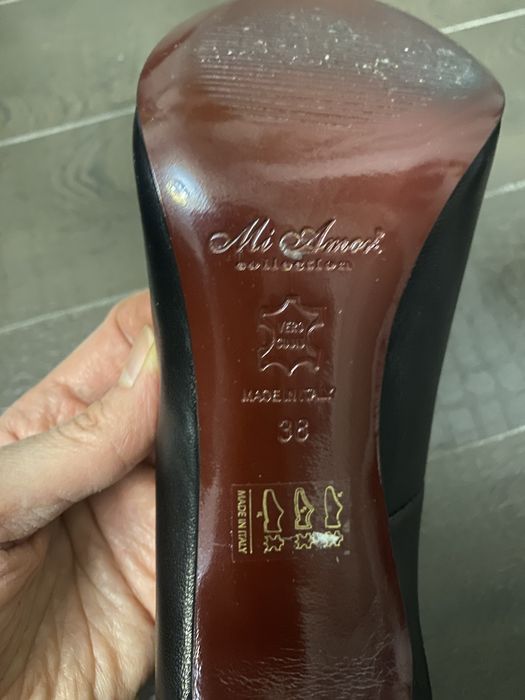 Mi Amor
collection
VERO
CUOIO
MADE IN ITALY
38
MADE IN ITALY